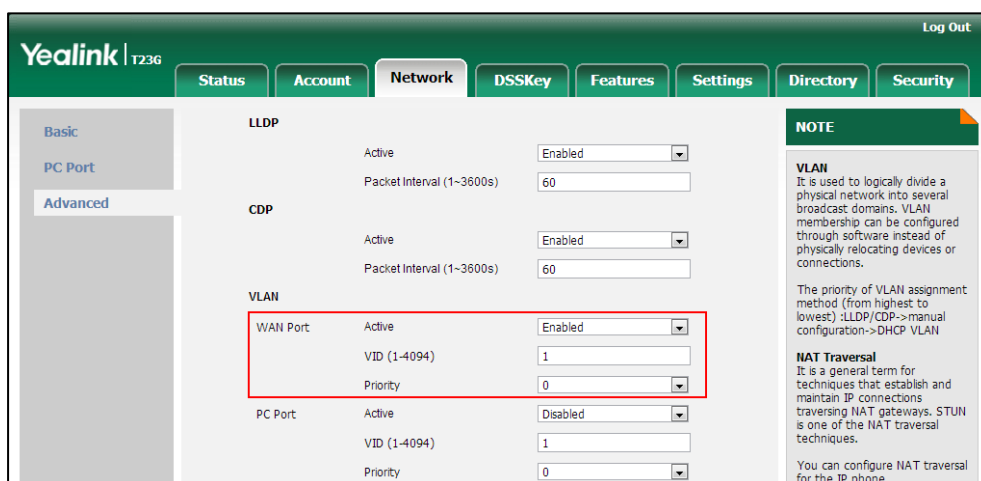 Log Out
Yealink | T23G
Status Account Network DSSKey Features Settings Directory Security
Basic
PC Port
Advanced
LLDP
Active Enabled
Packet Interval (1~3600s) 60
CDP
Active Enabled
Packet Interval (1~3600s) 60
VLAN
WAN Port Active Enabled
VID (1-4094) 1
Priority 0
PC Port Active Disabled
VID (1-4094) 1
Priority 0
NOTE
VLAN
It is used to logically divide a
physical network into several
broadcast domains. VLAN
membership can be configured
through software instead of
physically relocating devices or
connections.
The priority of VLAN assignment
method (from highest to
lowest) :LLDP/CDP->manual
configuration->DHCP VLAN
NAT Traversal
It is a general term for
techniques that establish and
maintain IP connections
traversing NAT gateways. STUN
is one of the NAT traversal
techniques.
You can configure NAT traversal
for the IP phone